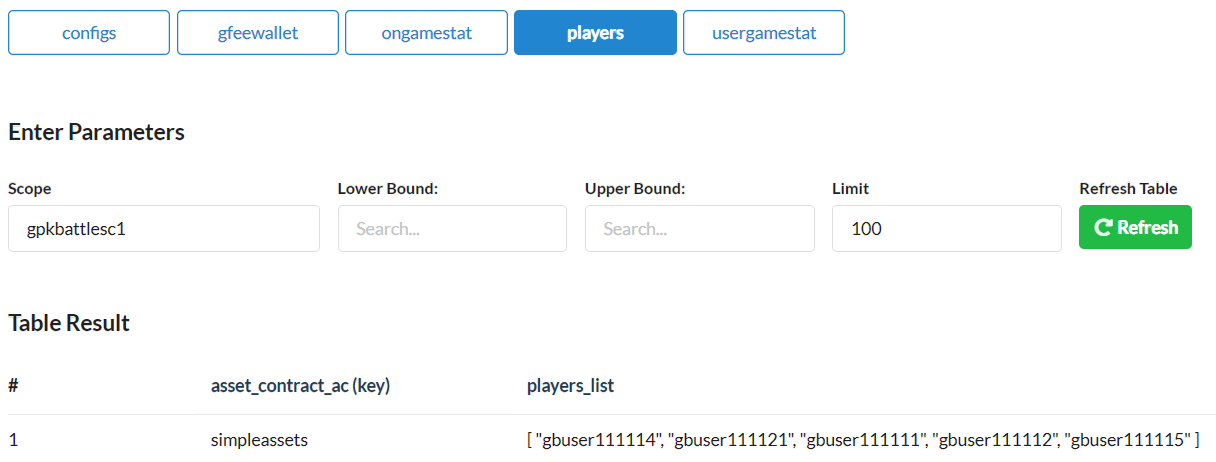 configs gfeewallet ongamestat players usergamestat
Enter Parameters
Scope Lower Bound: Upper Bound: Limit Refresh Table
gpkbattlesc1 Search... Search... 100 Refresh
Table Result
# asset_contract_ac (key) players_list
1 simpleassets [ "gbuser111114", "gbuser111121", "gbuser111111", "gbuser111112", "gbuser111115" ]